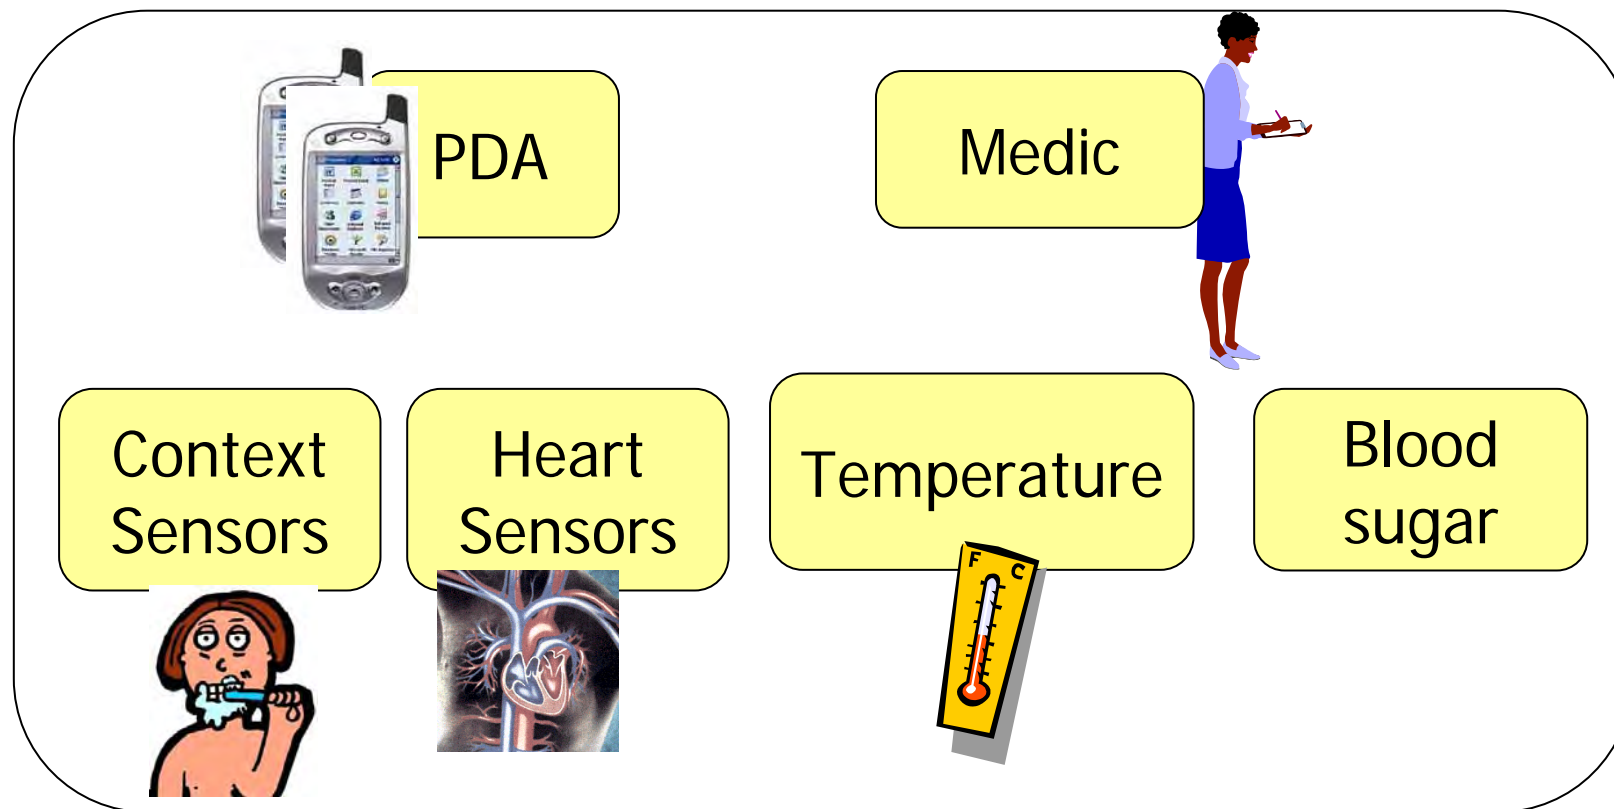 PDA
Medic
Context
Sensors
Heart
Sensors
Temperature
Blood
sugar
F C